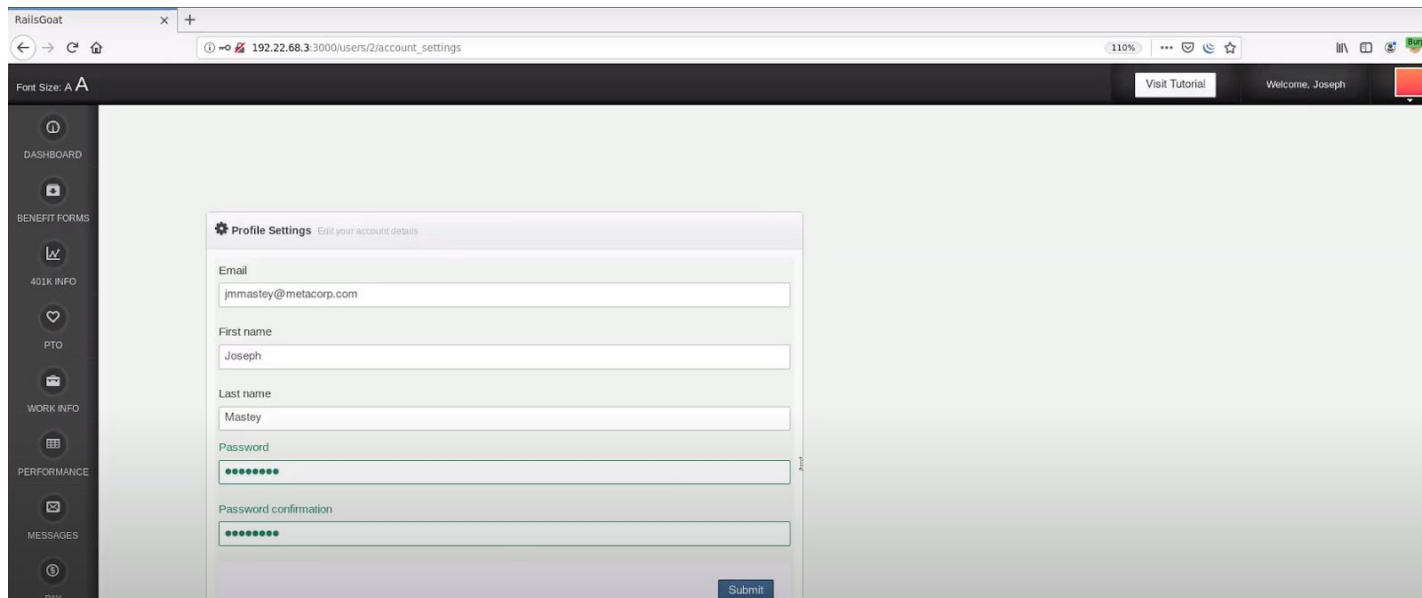 RailsGoat
192.22.68.3:3000/users/2/account_settings
110%
Font Size: A A
Visit Tutorial
Welcome, Joseph
DASHBOARD
BENEFIT FORMS
401K INFO
PTO
WORK INFO
PERFORMANCE
MESSAGES
PAY
Profile Settings Edit your account details
Email
jmmastey@metacorp.com
First name
Joseph
Last name
Mastey
Password
Password confirmation
Submit